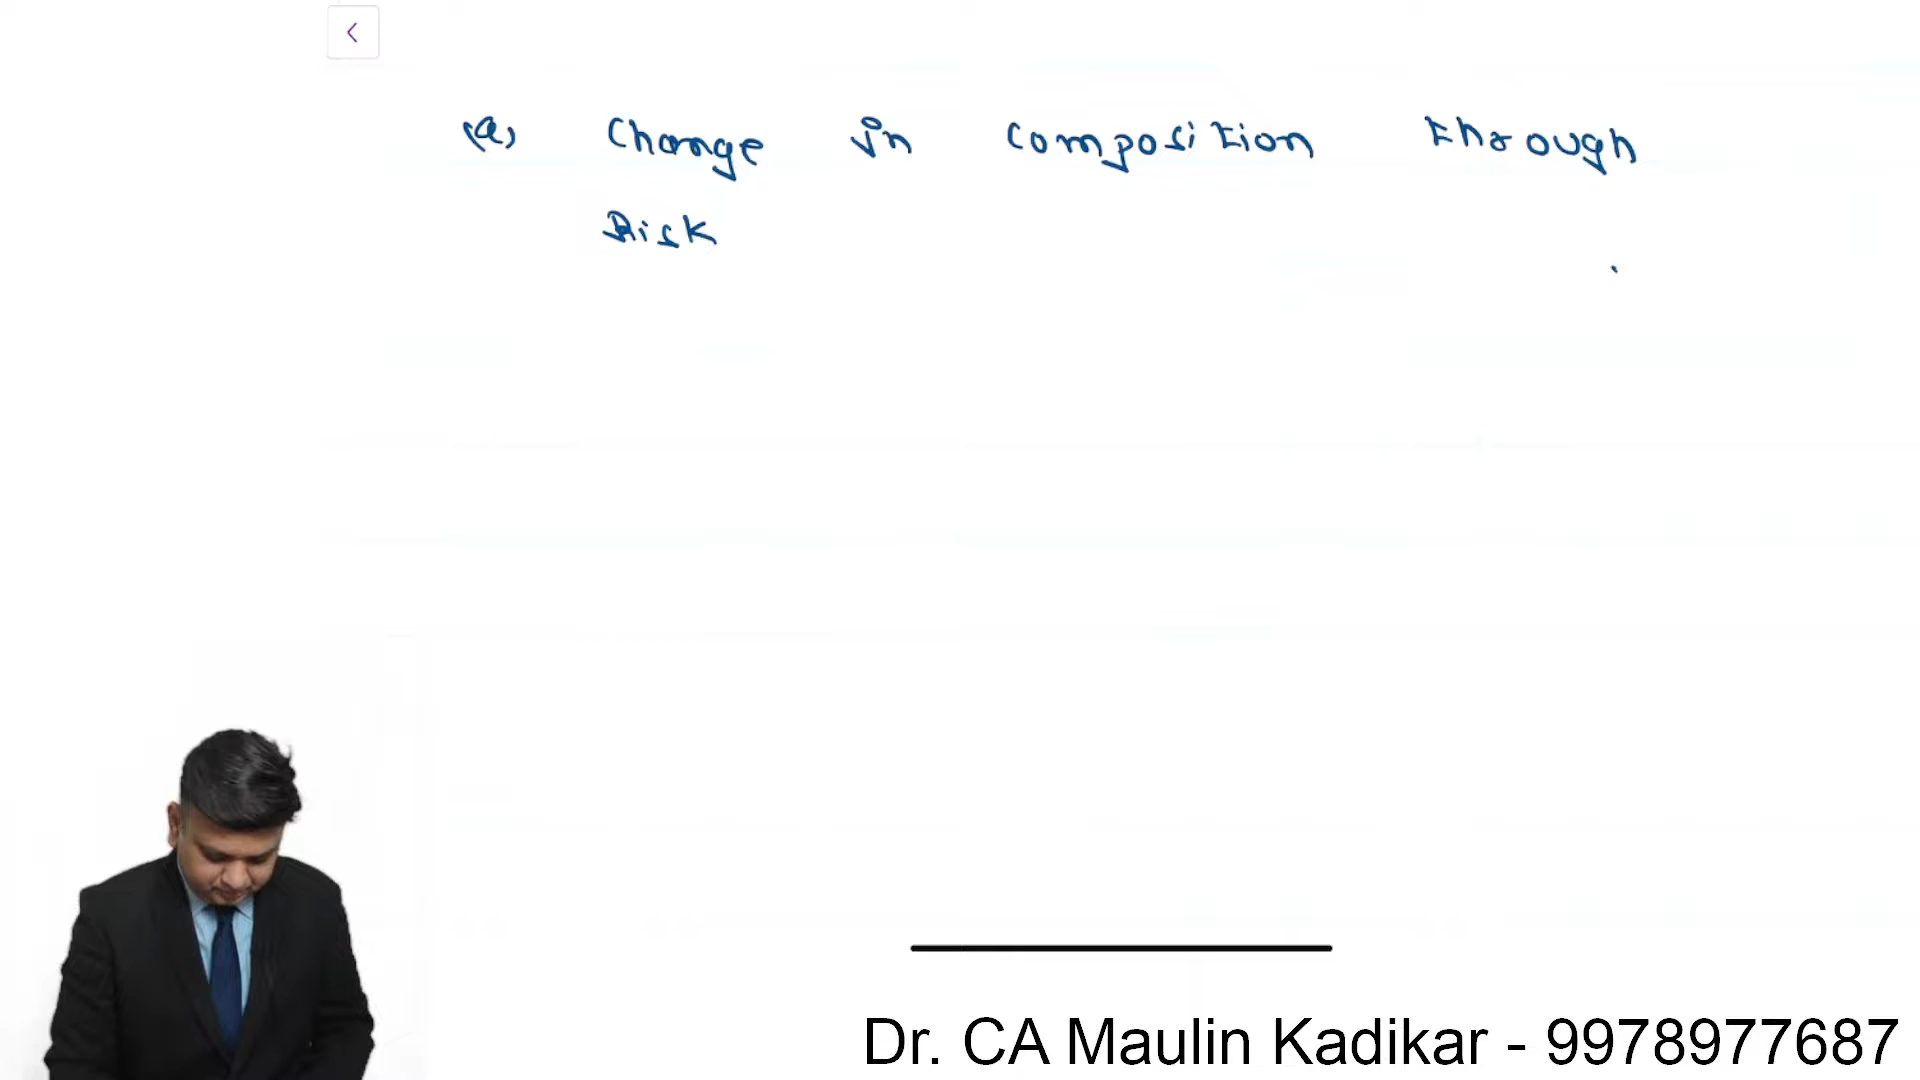 (a) Change in composition through
Risk
Dr. CA Maulin Kadikar - 9978977687